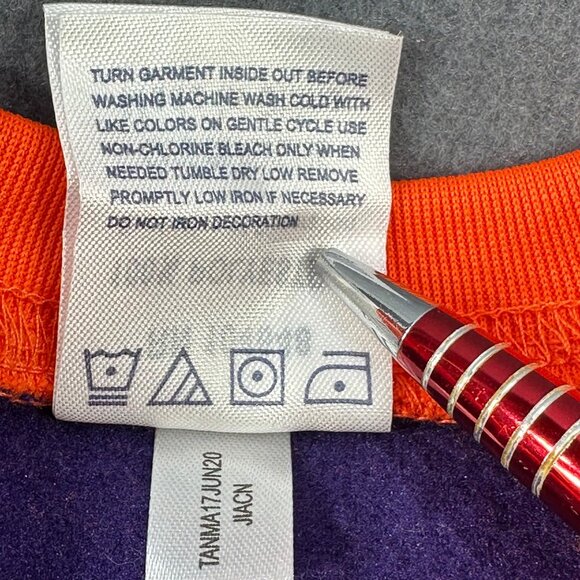 TURN GARMENT INSIDE OUT BEFORE
WASHING MACHINE WASH COLD WITH
LIKE COLORS ON GENTLE CYCLE USE
NON-CHLORINE BLEACH ONLY WHEN
NEEDED TUMBLE DRY LOW REMOVE
PROMPTLY LOW IRON IF NECESSARY
DO NOT IRON DECORATION
TANMA17JUN20
JIACN